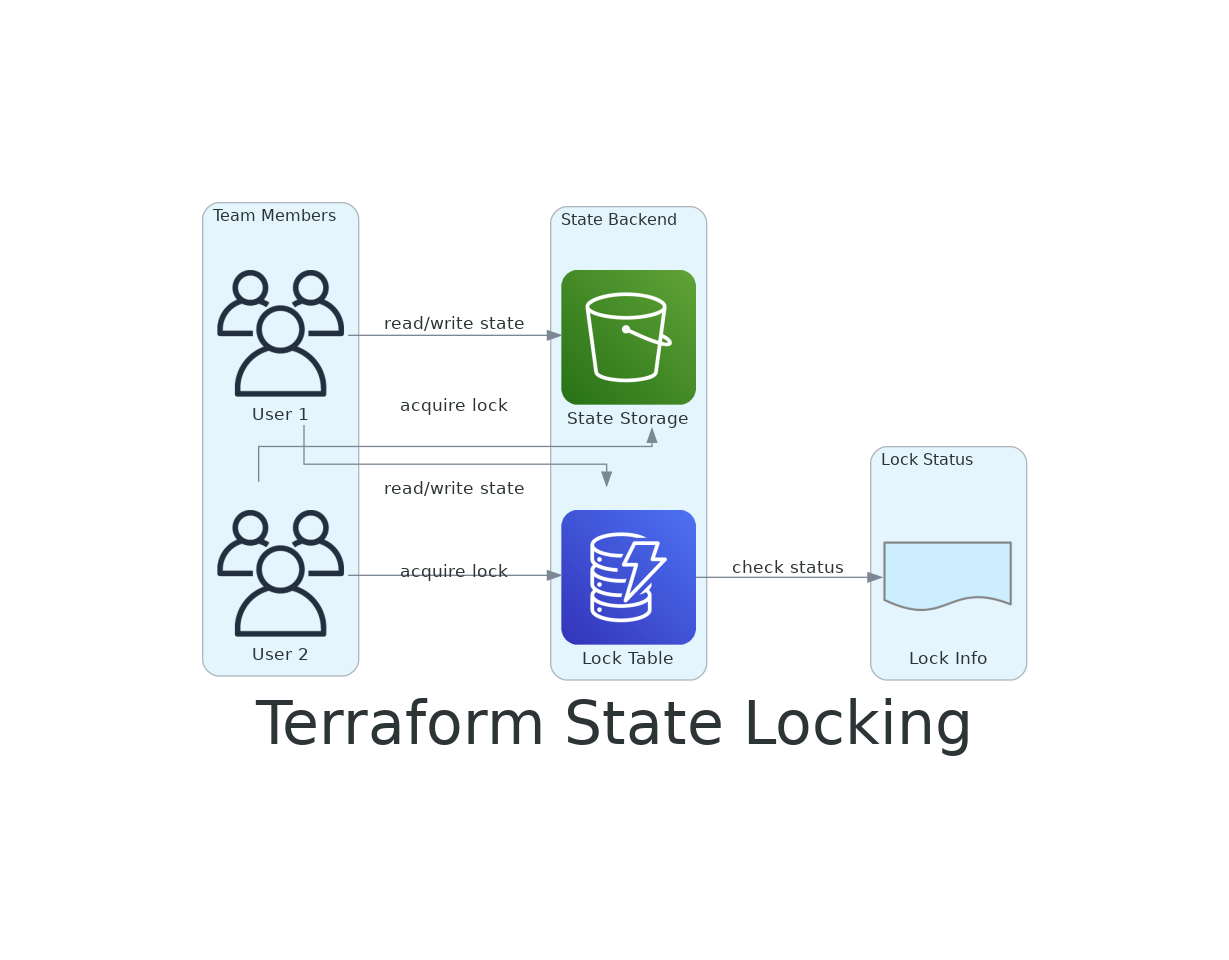 Team Members
State Backend
read/write state
acquire lock
User 1
State Storage
Lock Status
read/write state
acquire lock
check status
User 2
Lock Table
Lock Info
Terraform State Locking